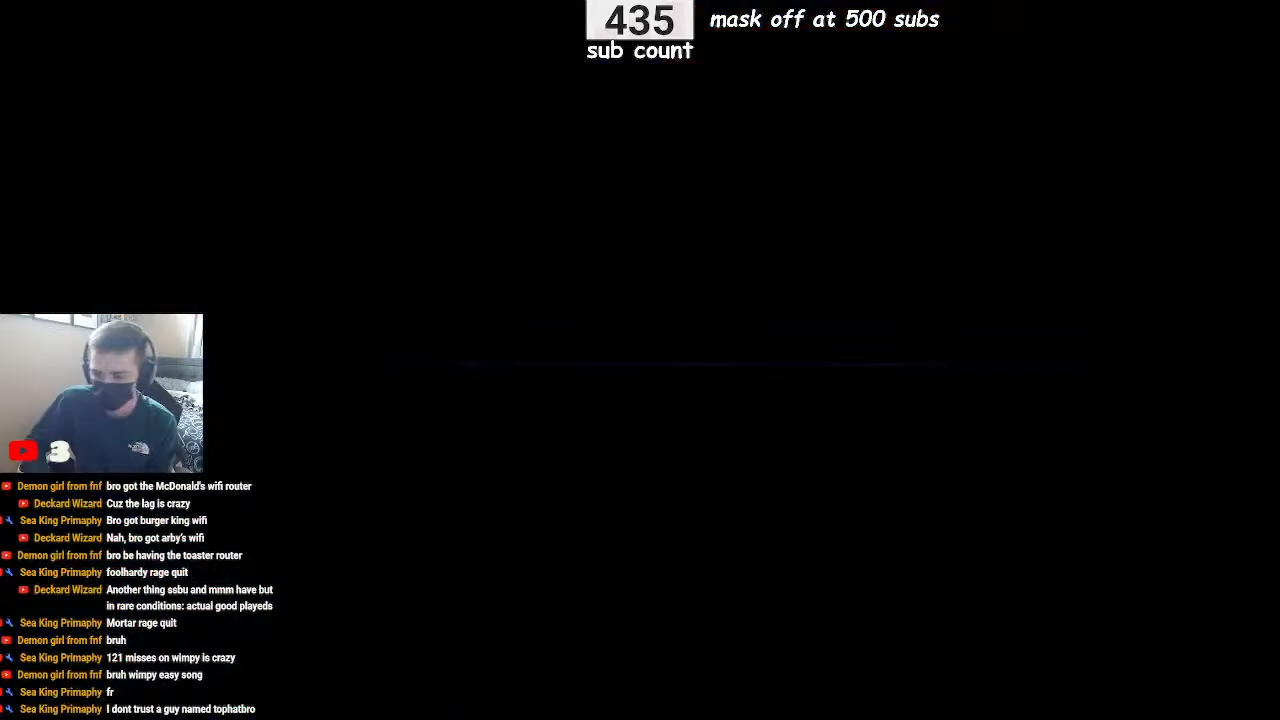 435
mask off at 500 subs
sub count
3
Demon girl from fnf bro got the McDonald's wifi router
Deckard Wizard Cuz the lag is crazy
Sea King Primaphy Bro got burger king wifi
Deckard Wizard Nah, bro got arby's wifi
Demon girl from fnf bro be having the toaster router
Sea King Primaphy foolhardy rage quit
Deckard Wizard Another thing ssbu and mmm have but
in rare conditions: actual good playeds
Sea King Primaphy Mortar rage quit
Demon girl from fnf bruh
Sea King Primaphy 121 misses on wimpy is crazy
Demon girl from fnf bruh wimpy easy song
Sea King Primaphy fr
Sea King Primaphy I dont trust a guy named tophatbro